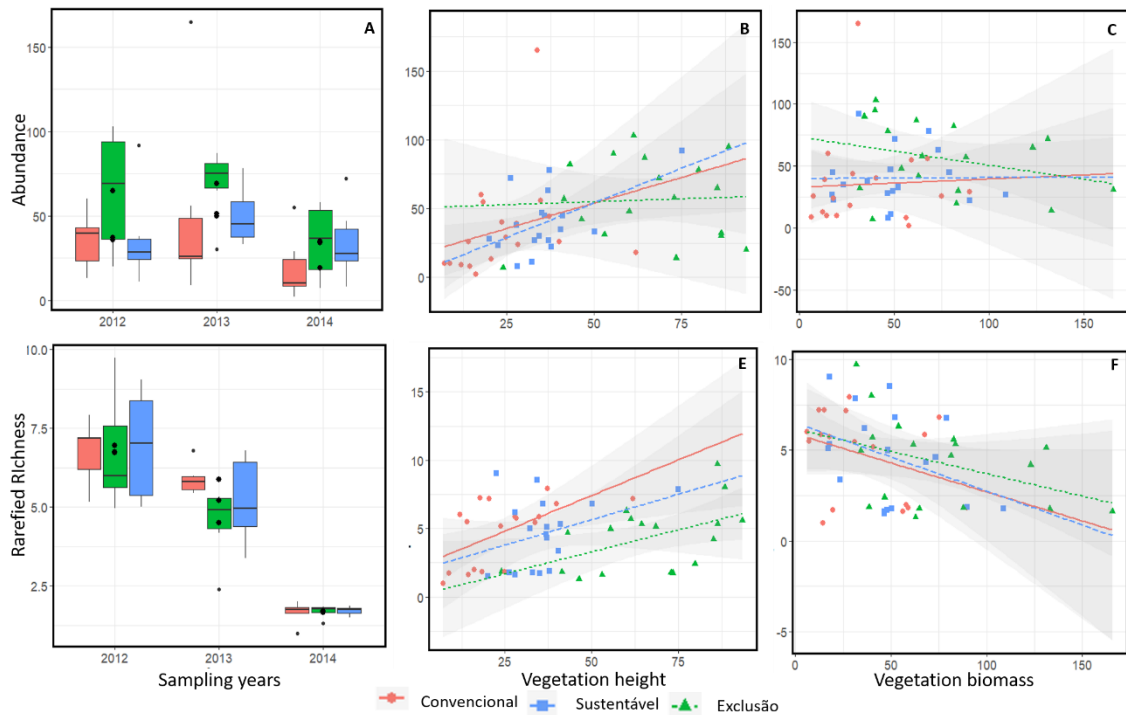 A
Abundance
150
100
50
0
2012 2013 2014
B
150
100
50
0
25 50 75
C
150
100
50
0
-50
0 50 100 150
Rarefied Richness
10.0
7.5
5.0
2.5
2012 2013 2014
Sampling years
E
15
10
5
0
25 50 75
Vegetation height
F
10
5
0
-5
0 50 100 150
Vegetation biomass
Convencional Sustentável Exclusão